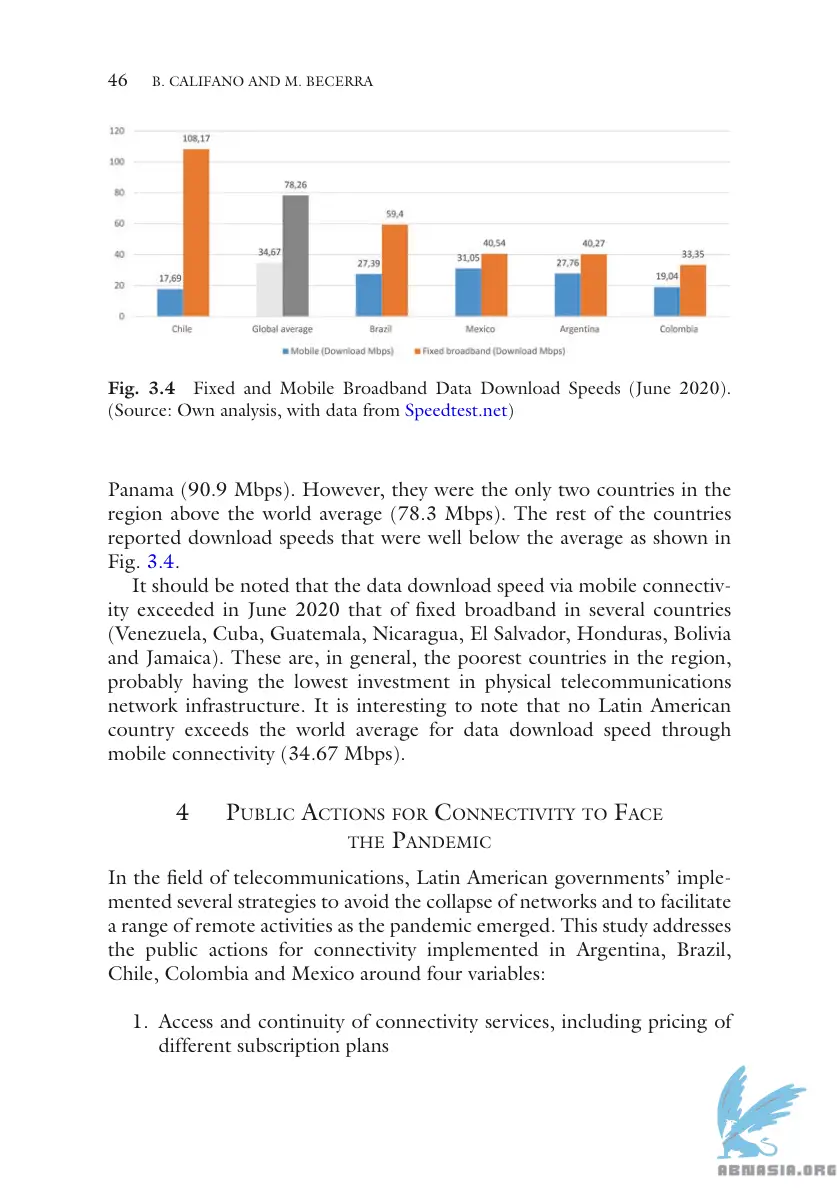 46 B. CALIFANO AND M. BECERRA
120
100
80
60
40
20
0
108,17
78,26
59,4
40,54
40,27
33,35
17,69
34,67
27,39
31,05
27,76
19,04
Chile
Global average
Brazil
Mexico
Argentina
Colombia
Mobile (Download Mbps)
Fixed broadband (Download Mbps)
Fig. 3.4 Fixed and Mobile Broadband Data Download Speeds (June 2020).
(Source: Own analysis, with data from Speedtest.net)
Panama (90.9 Mbps). However, they were the only two countries in the
region above the world average (78.3 Mbps). The rest of the countries
reported download speeds that were well below the average as shown in
Fig. 3.4.
It should be noted that the data download speed via mobile connectiv-
ity exceeded in June 2020 that of fixed broadband in several countries
(Venezuela, Cuba, Guatemala, Nicaragua, El Salvador, Honduras, Bolivia
and Jamaica). These are, in general, the poorest countries in the region,
probably having the lowest investment in physical telecommunications
network infrastructure. It is interesting to note that no Latin American
country exceeds the world average for data download speed through
mobile connectivity (34.67 Mbps).
4 PUBLIC ACTIONS FOR CONNECTIVITY TO FACE
THE PANDEMIC
In the field of telecommunications, Latin American governments' imple-
mented several strategies to avoid the collapse of networks and to facilitate
a range of remote activities as the pandemic emerged. This study addresses
the public actions for connectivity implemented in Argentina, Brazil,
Chile, Colombia and Mexico around four variables:
1. Access and continuity of connectivity services, including pricing of
different subscription plans
ABMASIA.ORG